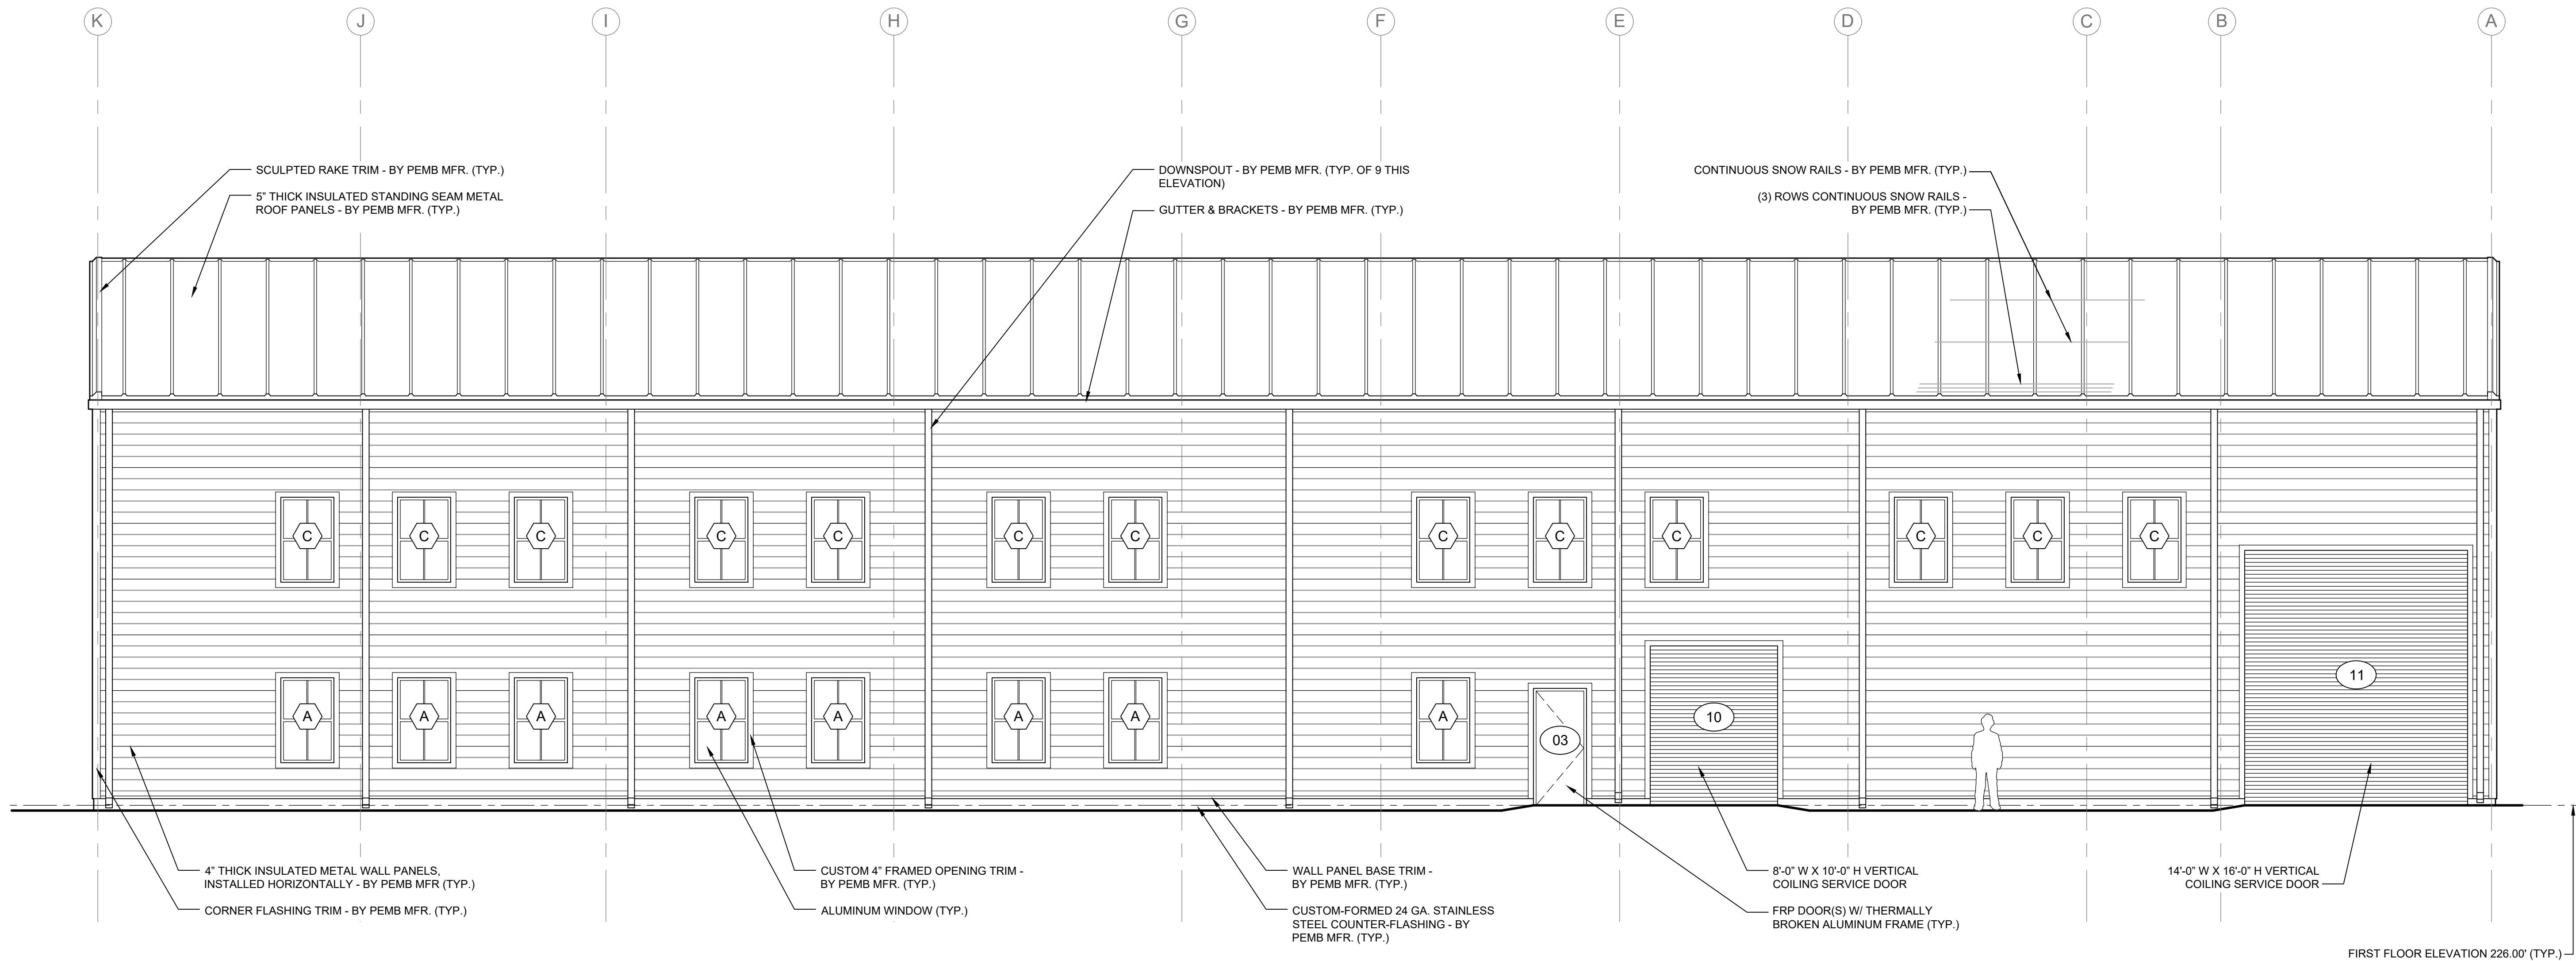 K J I H G F E D C B A
SCULPTED RAKE TRIM - BY PEMB MFR. (TYP.)
5" THICK INSULATED STANDING SEAM METAL
ROOF PANELS - BY PEMB MFR. (TYP.)
DOWNSPOUT - BY PEMB MFR. (TYP. OF 9 THIS
ELEVATION)
GUTTER & BRACKETS - BY PEMB MFR. (TYP.)
CONTINUOUS SNOW RAILS - BY PEMB MFR. (TYP.)
(3) ROWS CONTINUOUS SNOW RAILS -
BY PEMB MFR. (TYP.)
C C C C C C C C C C C C C
A A A A A A A A
03
10
11
4" THICK INSULATED METAL WALL PANELS,
INSTALLED HORIZONTALLY - BY PEMB MFR (TYP.)
CORNER FLASHING TRIM - BY PEMB MFR. (TYP.)
CUSTOM 4" FRAMED OPENING TRIM -
BY PEMB MFR. (TYP.)
ALUMINUM WINDOW (TYP.)
WALL PANEL BASE TRIM -
BY PEMB MFR. (TYP.)
CUSTOM-FORMED 24 GA. STAINLESS
STEEL COUNTER-FLASHING - BY
PEMB MFR. (TYP.)
8'-0" W X 10'-0" H VERTICAL
COILING SERVICE DOOR
FRP DOOR(S) W/ THERMALLY
BROKEN ALUMINUM FRAME (TYP.)
14'-0" W X 16'-0" H VERTICAL
COILING SERVICE DOOR
FIRST FLOOR ELEVATION 226.00' (TYP.)